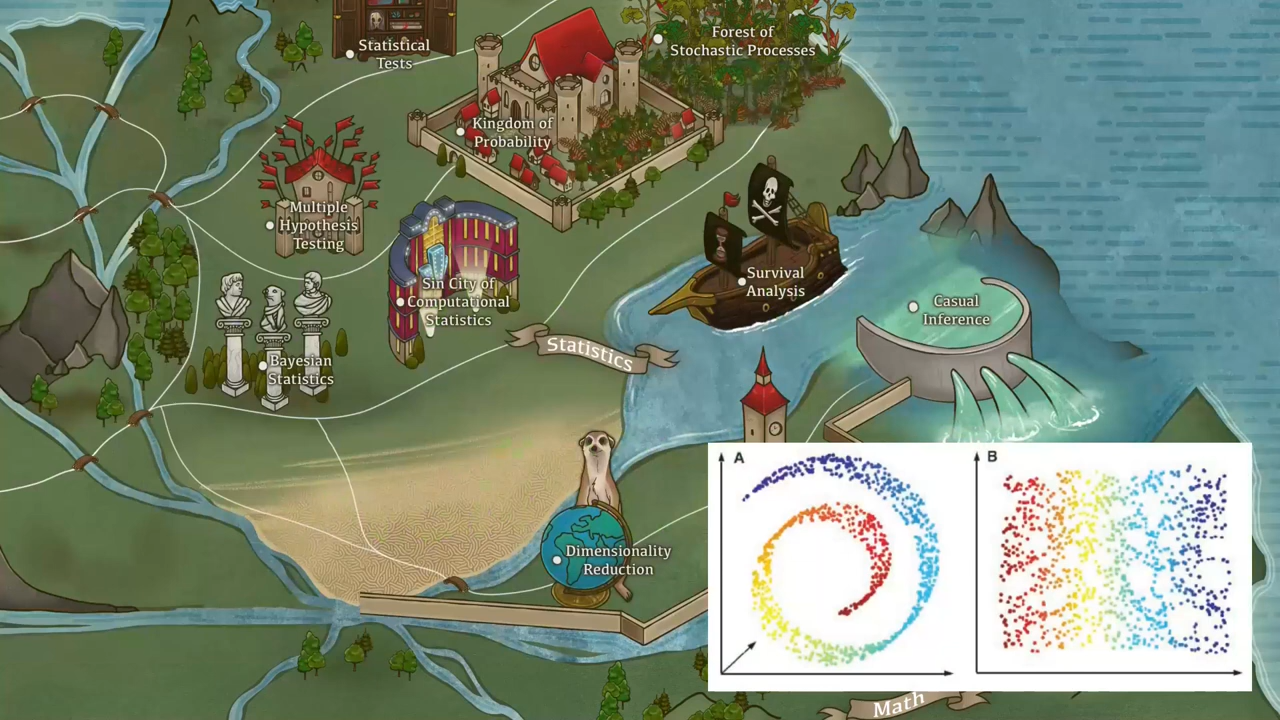 Statistical
Tests
Forest of
Stochastic Processes
Kingdom of
Probability
Multiple
Hypothesis
Testing
Sin City of
Computational
Statistics
Survival
Analysis
Casual
Inference
Statistics
Bayesian
Statistics
Dimensionality
Reduction
A
B
Math